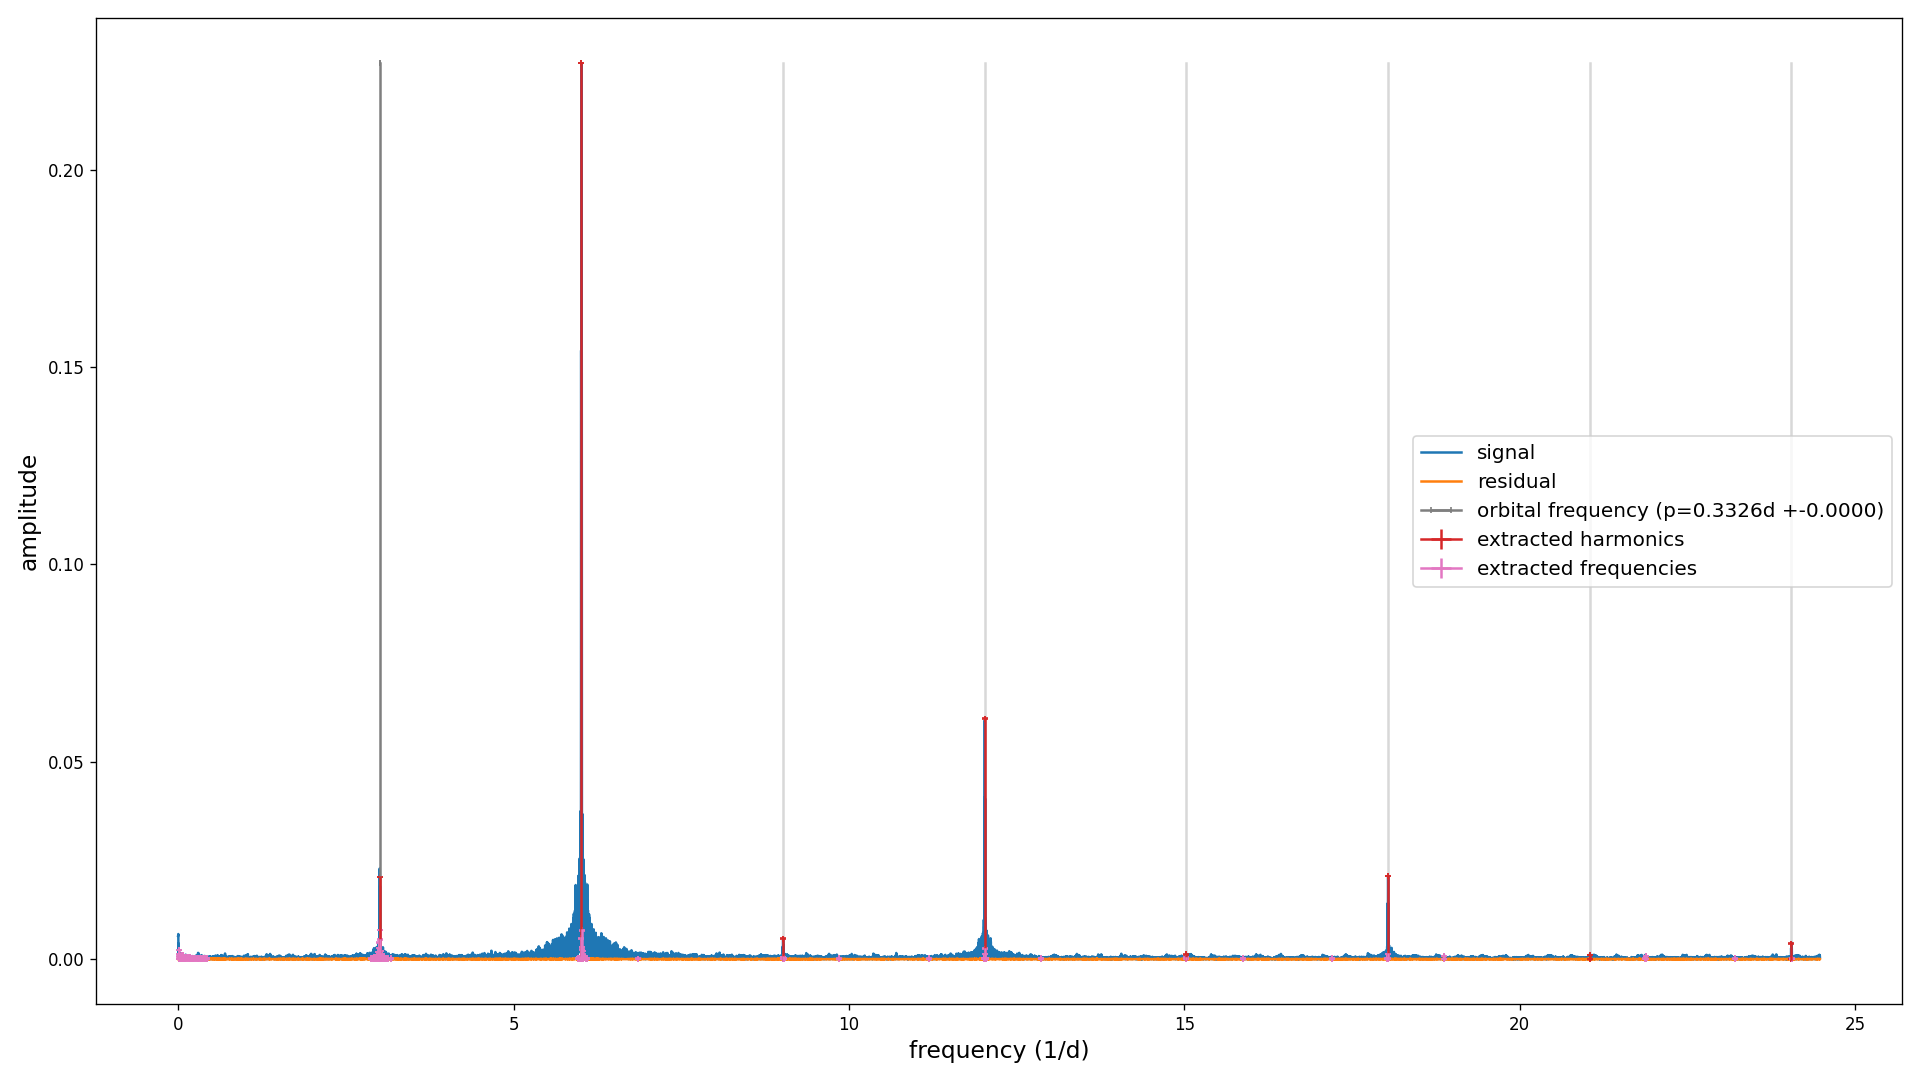 amplitude
0.20
0.15
0.10
0.05
0.00
signal
residual
orbital frequency (p=0.3326d +-0.0000)
extracted harmonics
extracted frequencies
0 5 10 15 20 25
frequency (1/d)